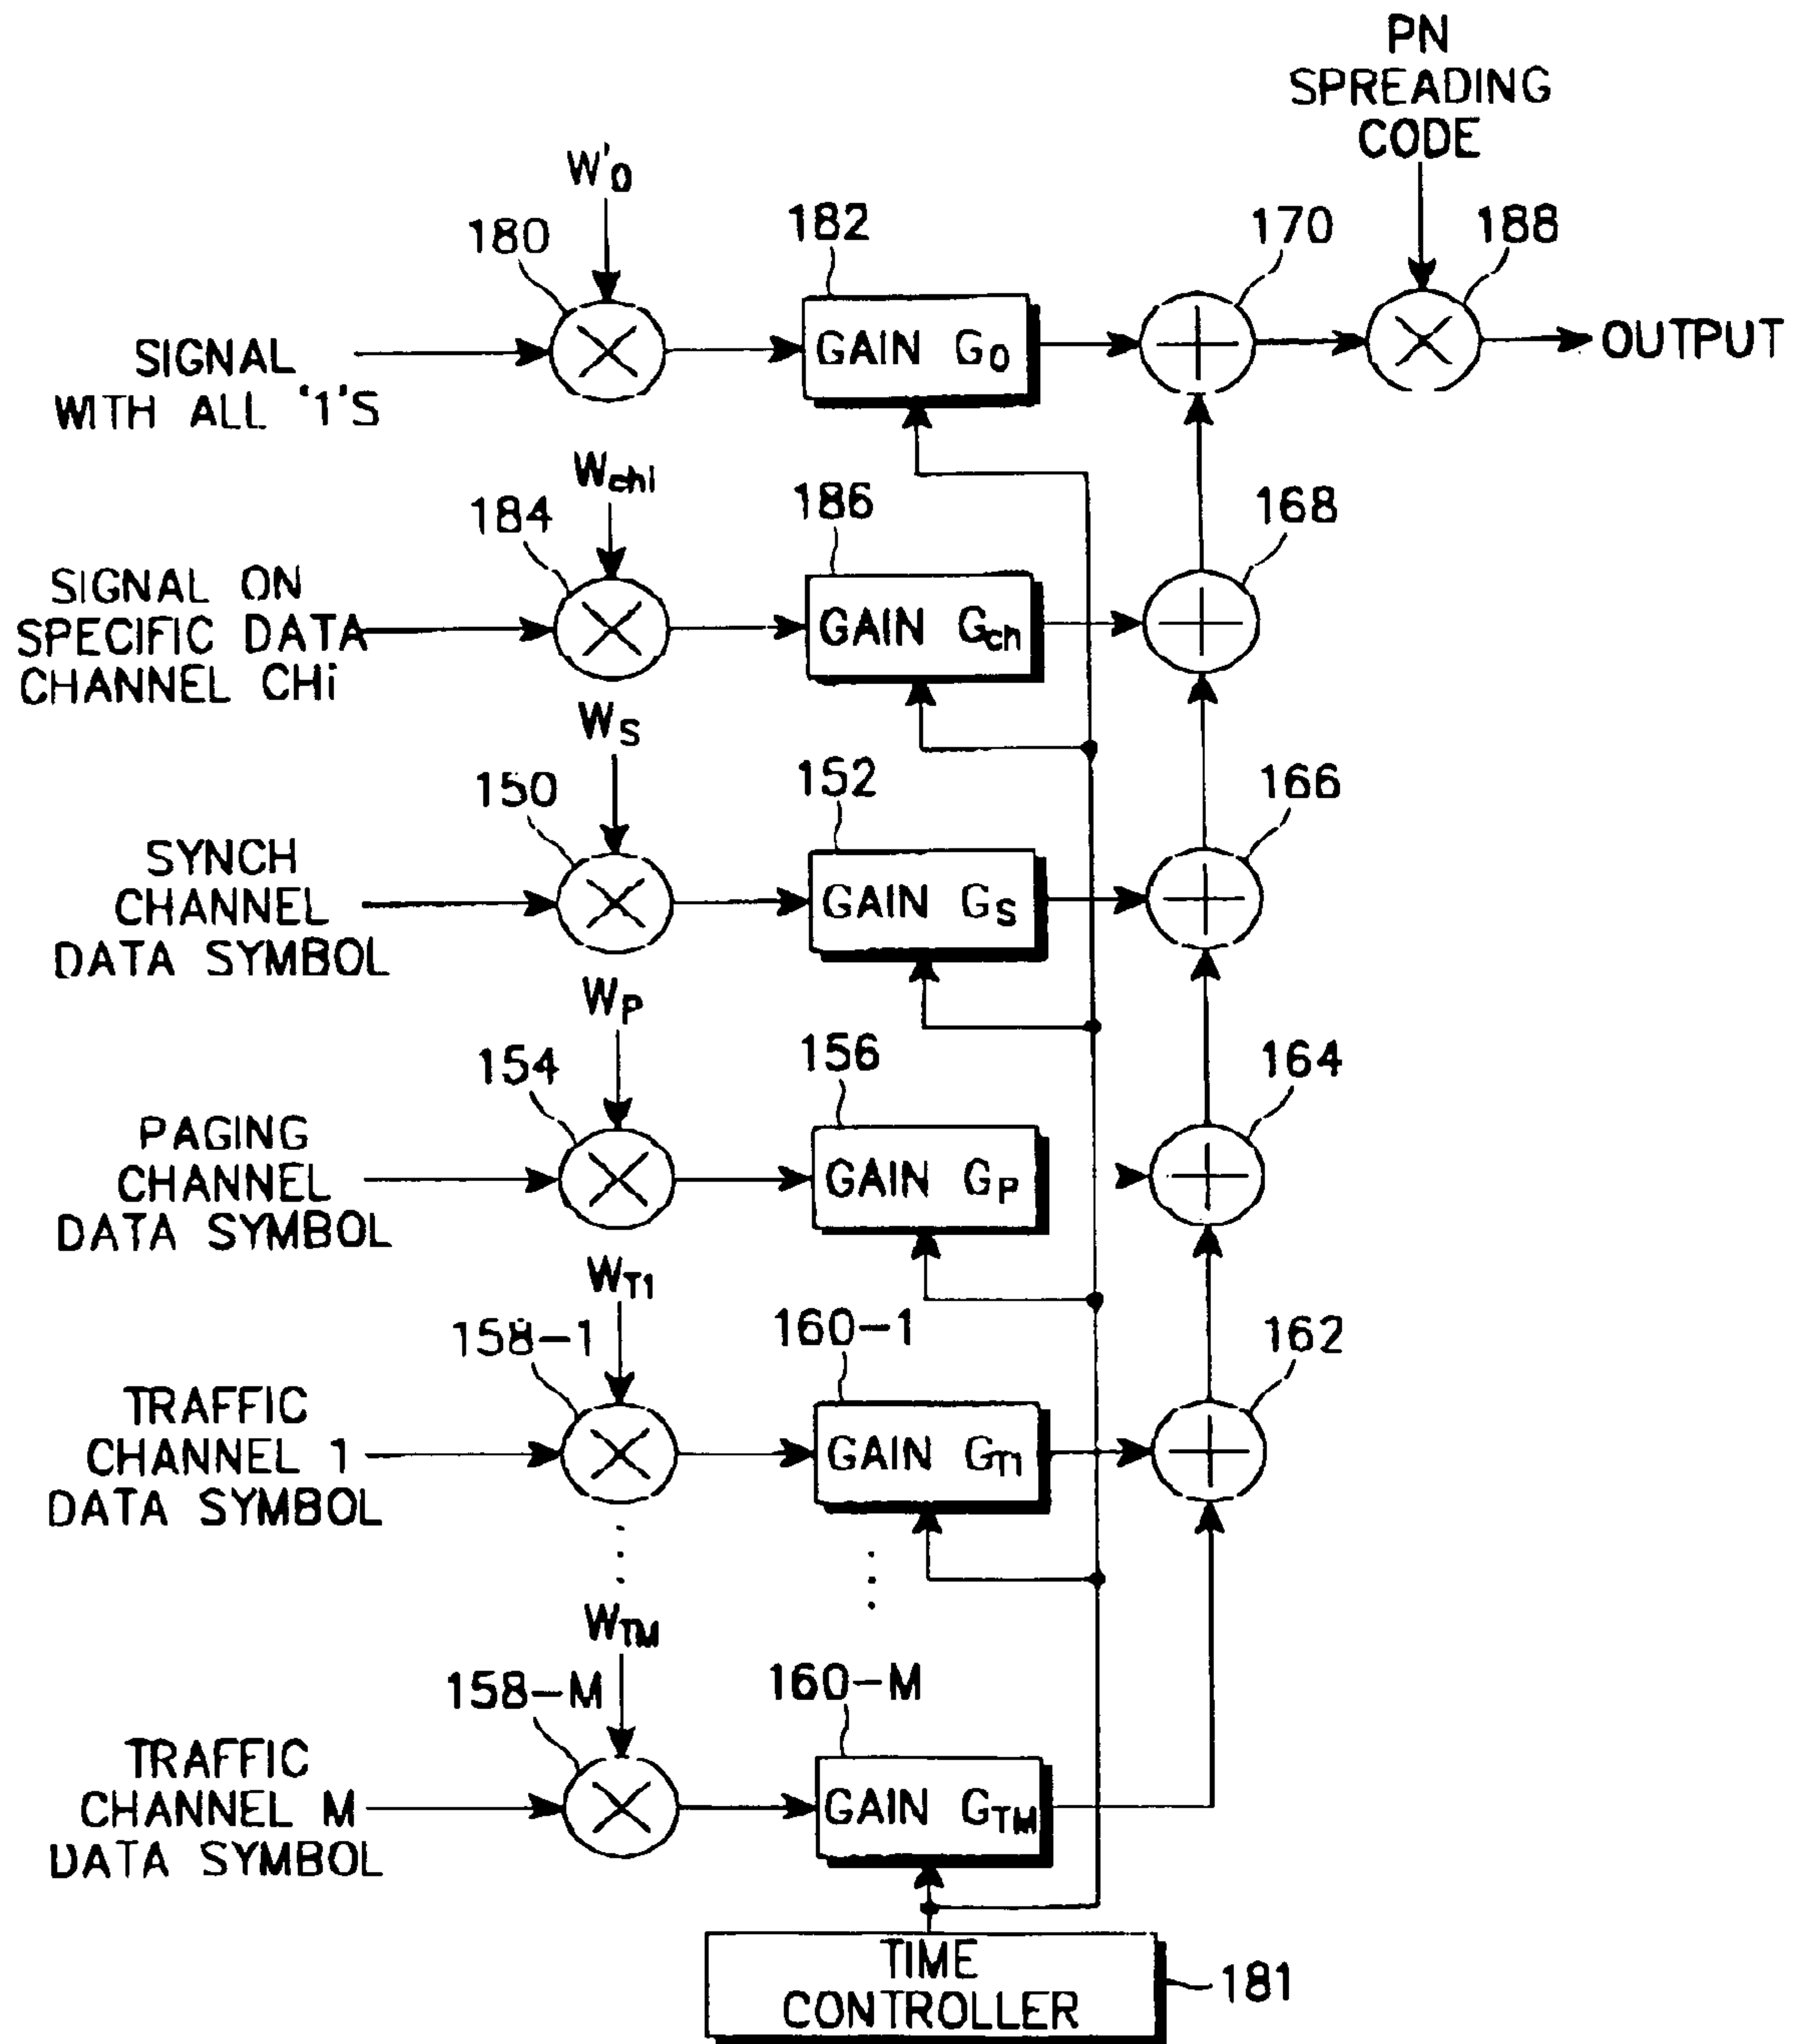 PN
SPREADING
CODE
W'0
180
182
170
188
SIGNAL
WITH ALL '1'S
GAIN G0
OUTPUT
Wchi
184
186
168
SIGNAL ON
SPECIFIC DATA
CHANNEL CHi
GAIN Gch
WS
150
152
166
SYNCH
CHANNEL
DATA SYMBOL
GAIN GS
WP
154
156
164
PAGING
CHANNEL
DATA SYMBOL
GAIN GP
WT1
158-1
160-1
162
TRAFFIC
CHANNEL 1
DATA SYMBOL
GAIN GT1
WTM
158-M
160-M
TRAFFIC
CHANNEL M
DATA SYMBOL
GAIN GTM
TIME
CONTROLLER
181